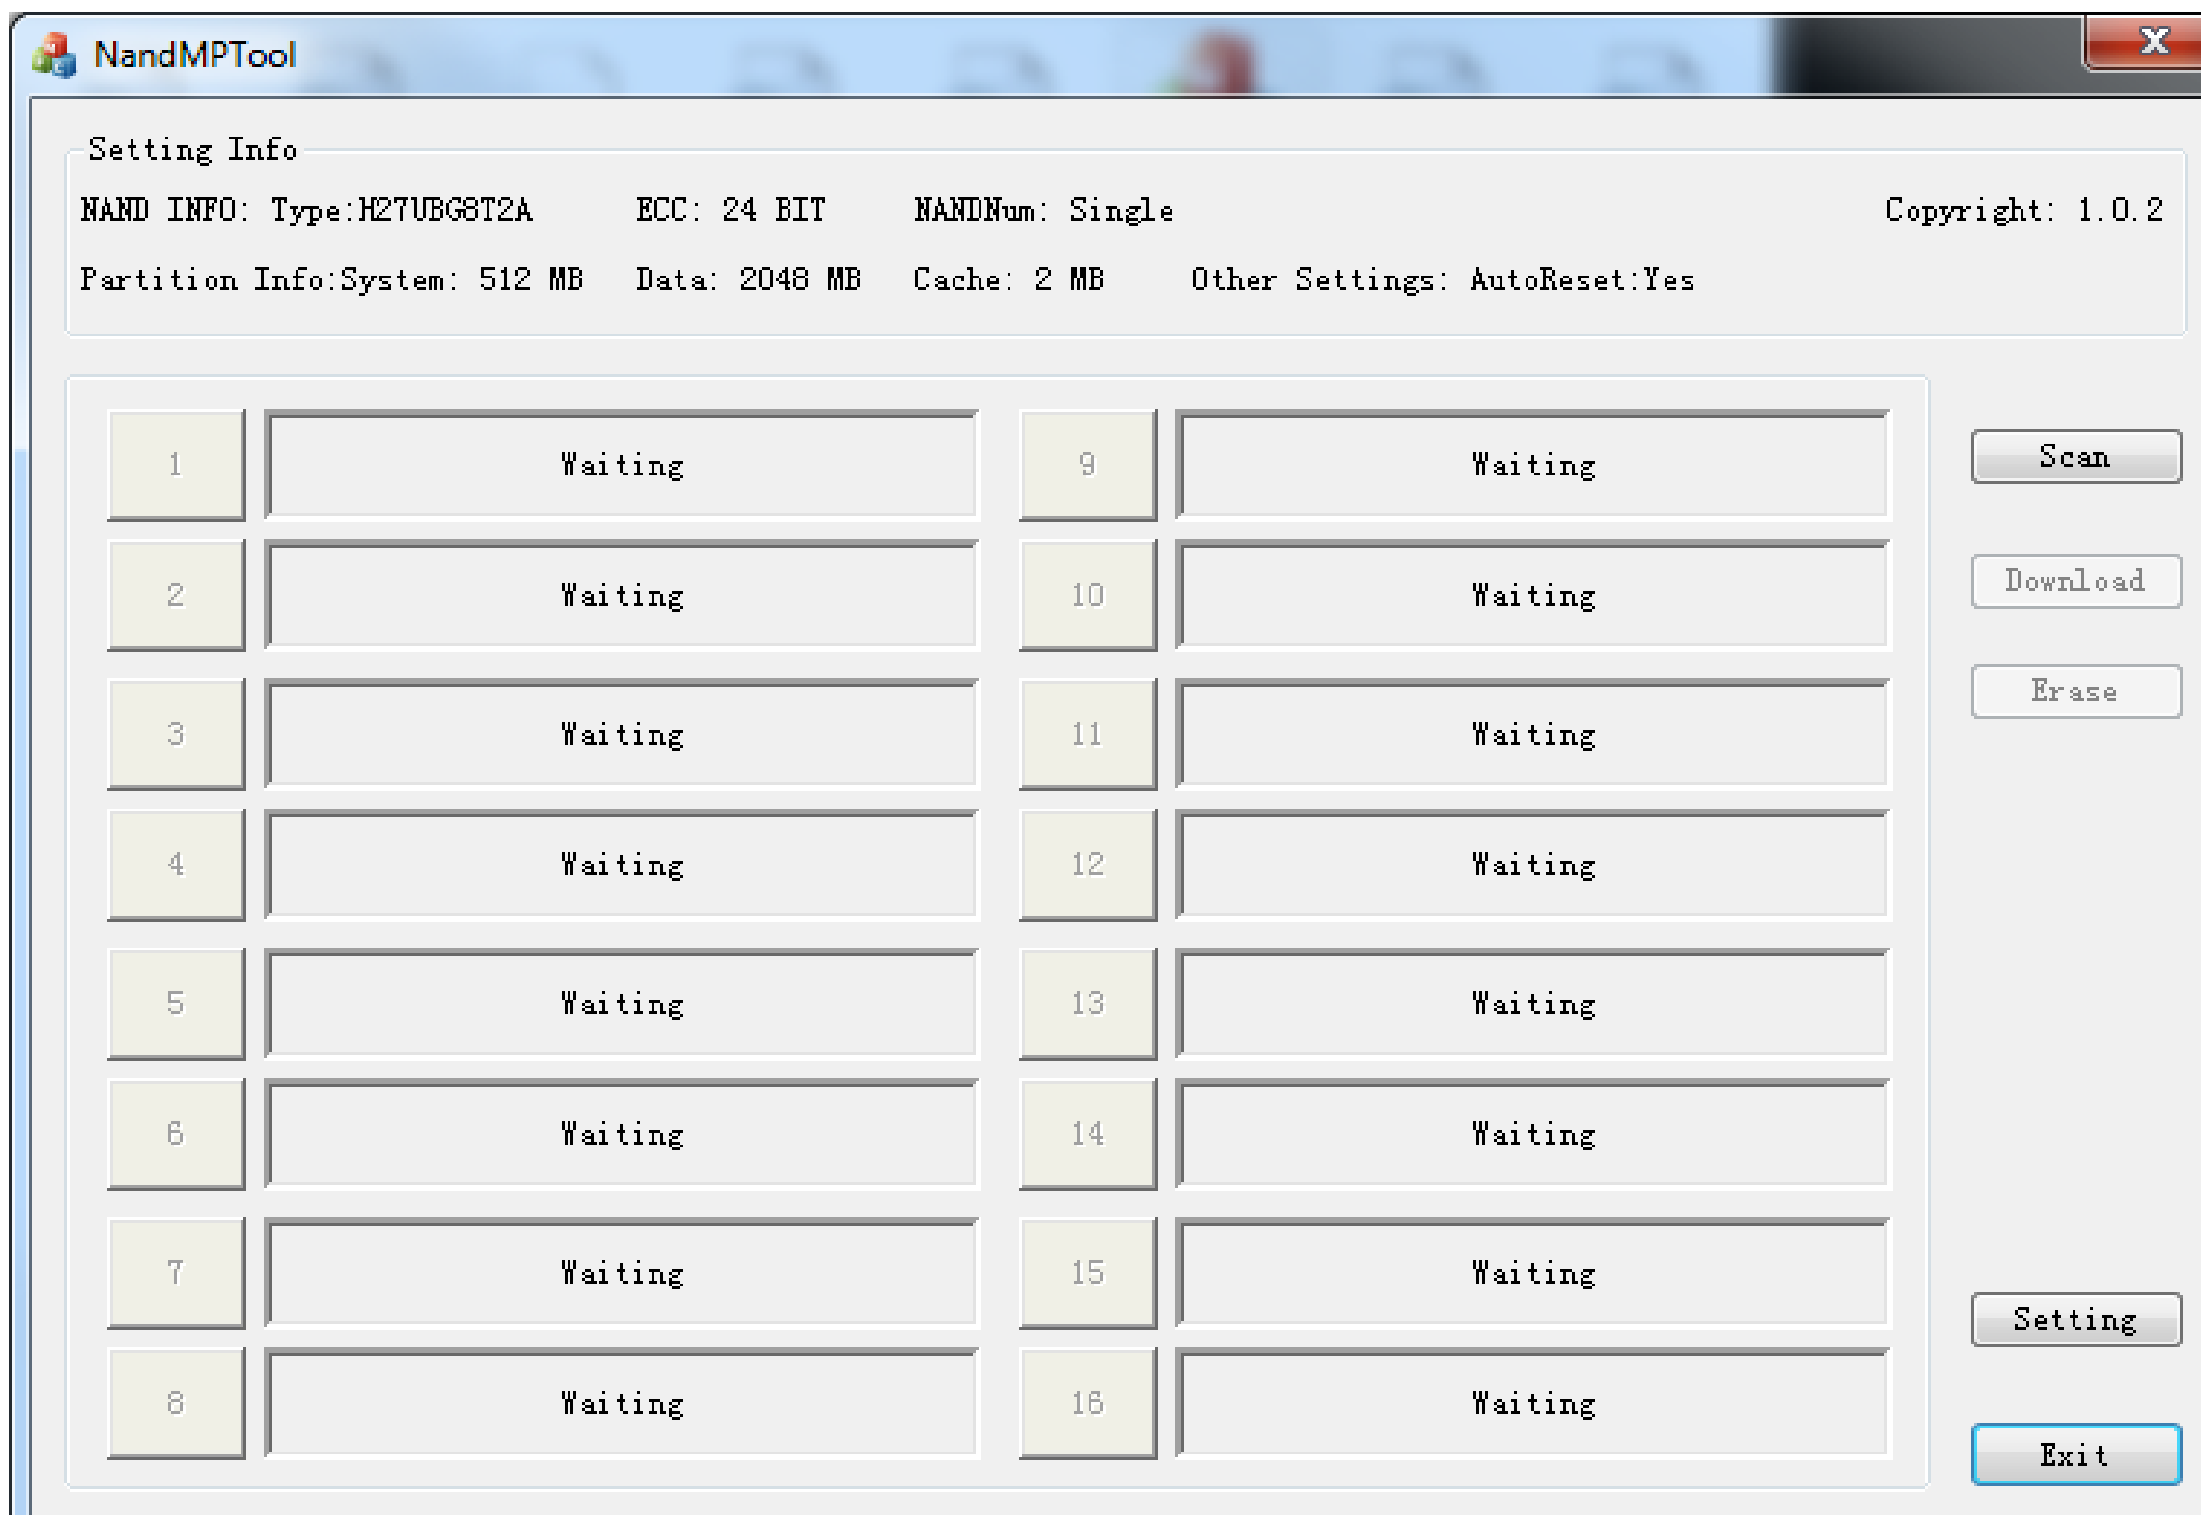 NandMPTool
Setting Info
NAND INFO: Type:H27UBG8T2A ECC: 24 BIT NANDNum: Single Copyright: 1.0.2
Partition Info:System: 512 MB Data: 2048 MB Cache: 2 MB Other Settings: AutoReset:Yes
1 Waiting 9 Waiting Scan
2 Waiting 10 Waiting Download
3 Waiting 11 Waiting Erase
4 Waiting 12 Waiting
5 Waiting 13 Waiting
6 Waiting 14 Waiting
7 Waiting 15 Waiting Setting
8 Waiting 16 Waiting Exit